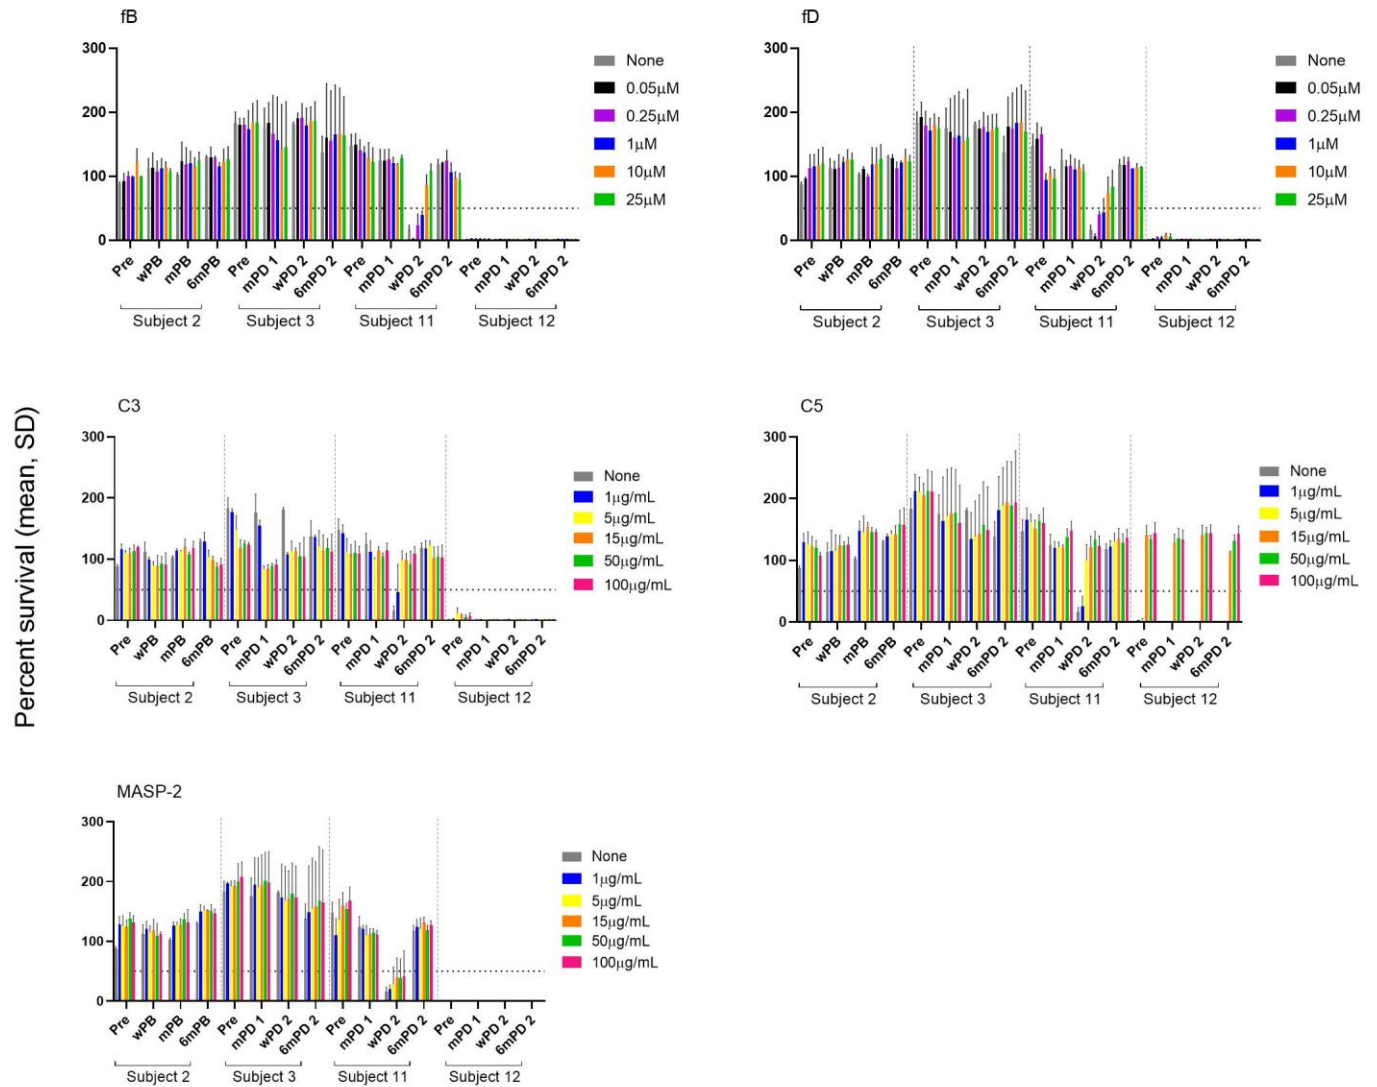 fB
300
200
100
0
Pre
wPB
mPB
6mPB
Pre
mPD 1
wPD 2
6mPD 2
Pre
mPD 1
wPD 2
6mPD 2
Pre
mPD 1
wPD 2
6mPD 2
Subject 2
Subject 3
Subject 11
Subject 12
None
0.05μM
0.25μM
1μM
10μM
25μM
fD
300
200
100
0
Pre
wPB
mPB
6mPB
Pre
mPD 1
wPD 2
6mPD 2
Pre
mPD 1
wPD 2
6mPD 2
Pre
mPD 1
wPD 2
6mPD 2
Subject 2
Subject 3
Subject 11
Subject 12
None
0.05μM
0.25μM
1μM
10μM
25μM
Percent survival (mean, SD)
C3
300
200
100
0
Pre
wPB
mPB
6mPB
Pre
mPD 1
wPD 2
6mPD 2
Pre
mPD 1
wPD 2
6mPD 2
Pre
mPD 1
wPD 2
6mPD 2
Subject 2
Subject 3
Subject 11
Subject 12
None
1μg/mL
5μg/mL
15μg/mL
50μg/mL
100μg/mL
C5
300
200
100
0
Pre
wPB
mPB
6mPB
Pre
mPD 1
wPD 2
6mPD 2
Pre
mPD 1
wPD 2
6mPD 2
Pre
mPD 1
wPD 2
6mPD 2
Subject 2
Subject 3
Subject 11
Subject 12
None
1μg/mL
5μg/mL
15μg/mL
50μg/mL
100μg/mL
MASP-2
300
200
100
0
Pre
wPB
mPB
6mPB
Pre
mPD 1
wPD 2
6mPD 2
Pre
mPD 1
wPD 2
6mPD 2
Pre
mPD 1
wPD 2
6mPD 2
Subject 2
Subject 3
Subject 11
Subject 12
None
1μg/mL
5μg/mL
15μg/mL
50μg/mL
100μg/mL